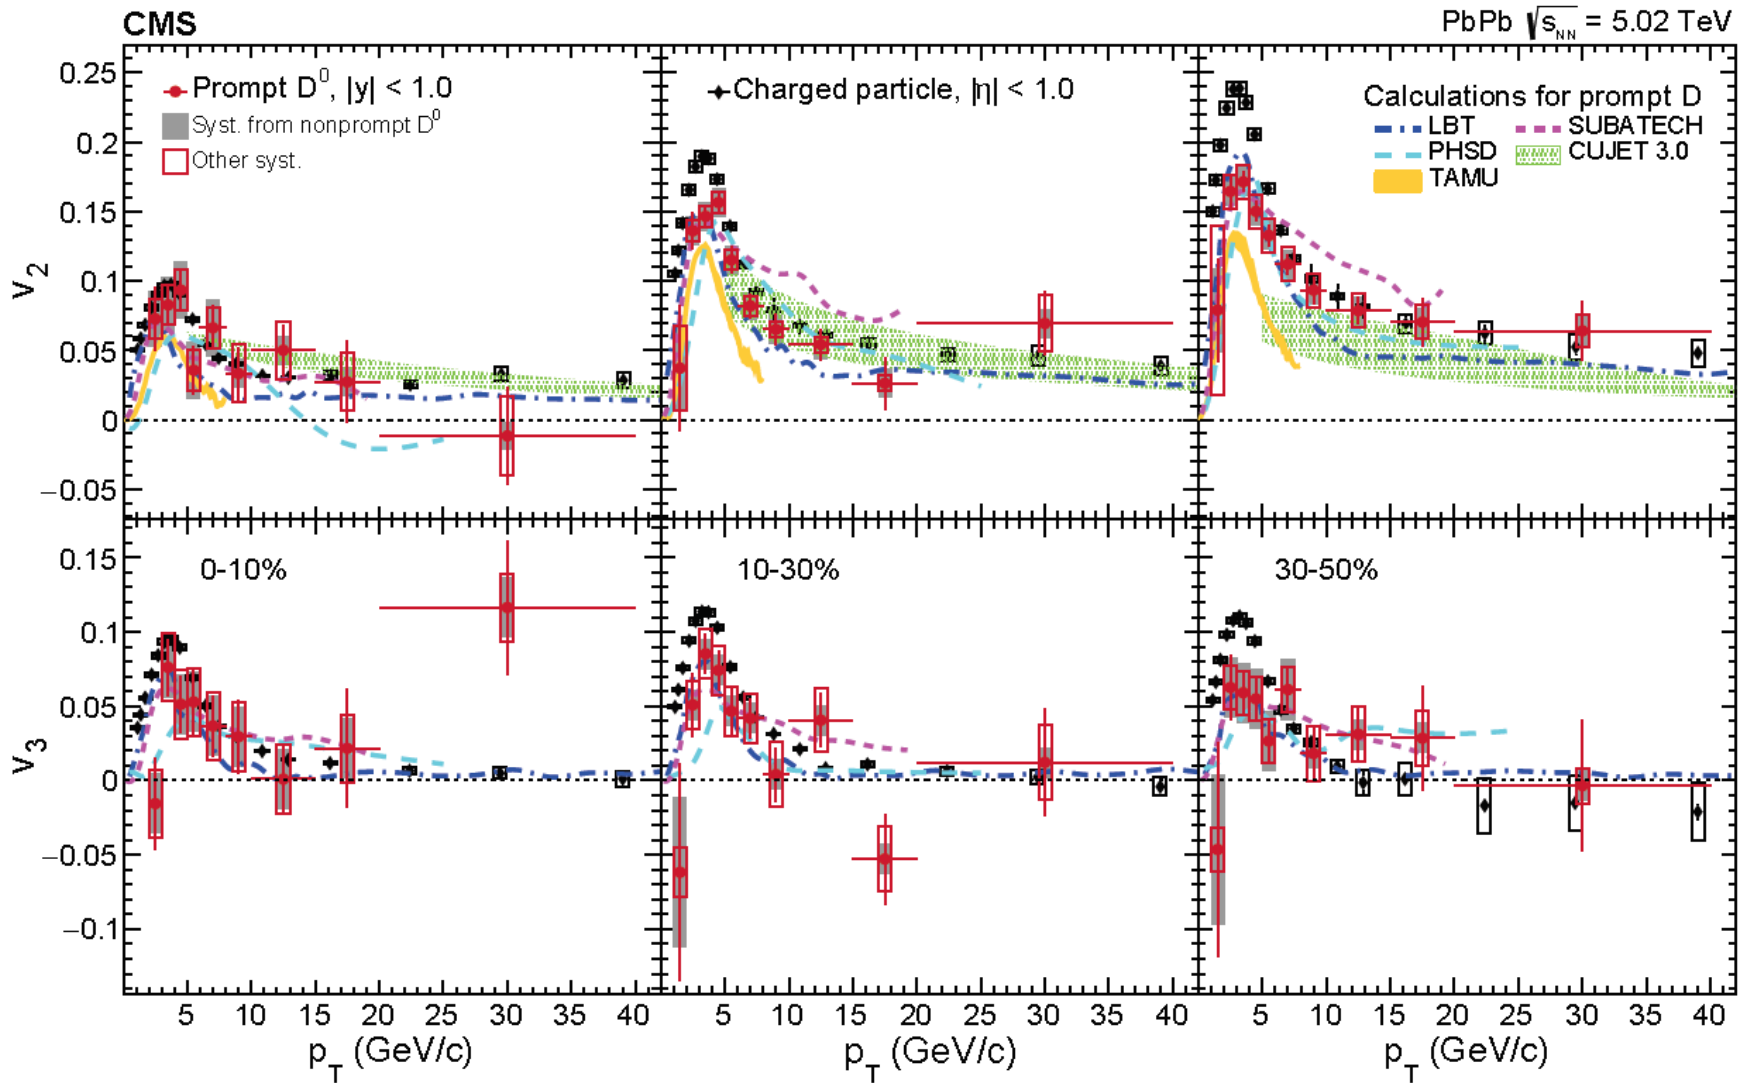 CMS
PbPb √sNN = 5.02 TeV
Prompt D0, |y| < 1.0
Syst. from nonprompt D0
Other syst.
Charged particle, |η| < 1.0
Calculations for prompt D
LBT
SUBATECH
PHSD
CUJET 3.0
TAMU
v2
0.25
0.2
0.15
0.1
0.05
0
−0.05
0-10%
10-30%
30-50%
v3
0.15
0.1
0.05
0
−0.05
−0.1
5 10 15 20 25 30 35 40
5 10 15 20 25 30 35 40
5 10 15 20 25 30 35 40
pT (GeV/c)
pT (GeV/c)
pT (GeV/c)